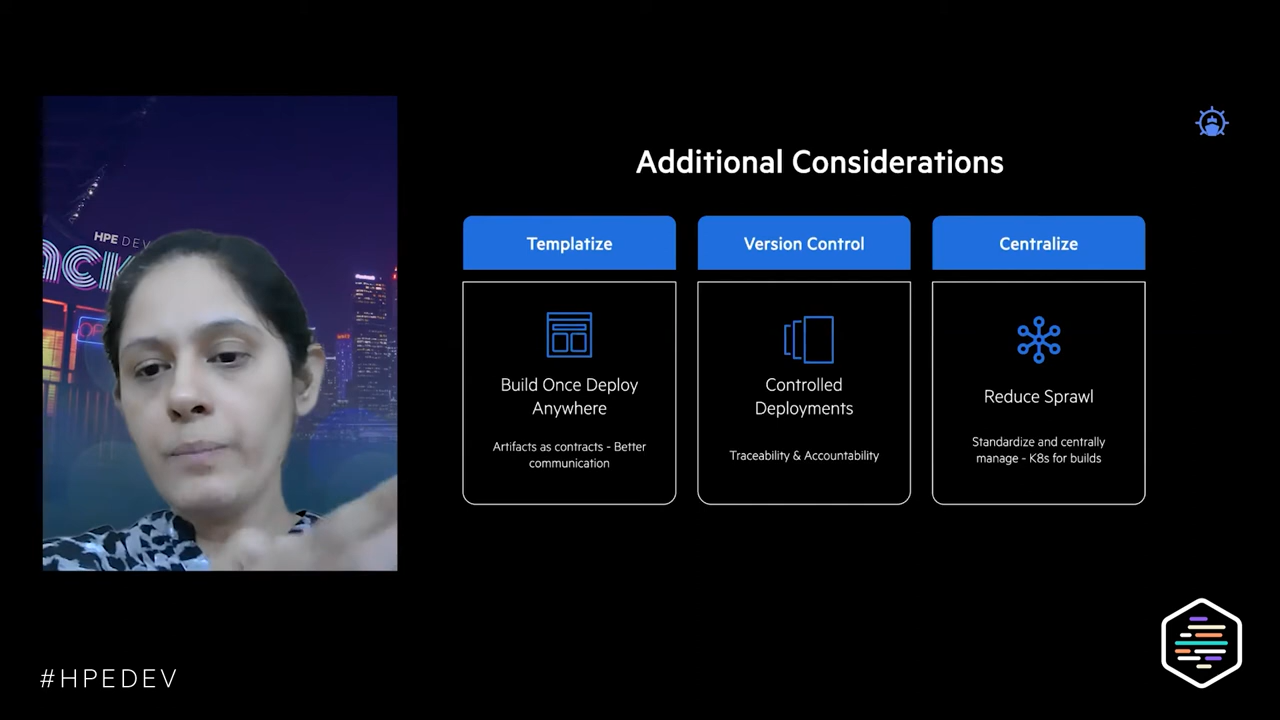 HPE DEV
ACK
Additional Considerations
Templatize
Version Control
Centralize
Build Once Deploy
Anywhere
Artifacts as contracts - Better
communication
Controlled
Deployments
Traceability & Accountability
Reduce Sprawl
Standardize and centrally
manage - K8s for builds
#HPEDEV